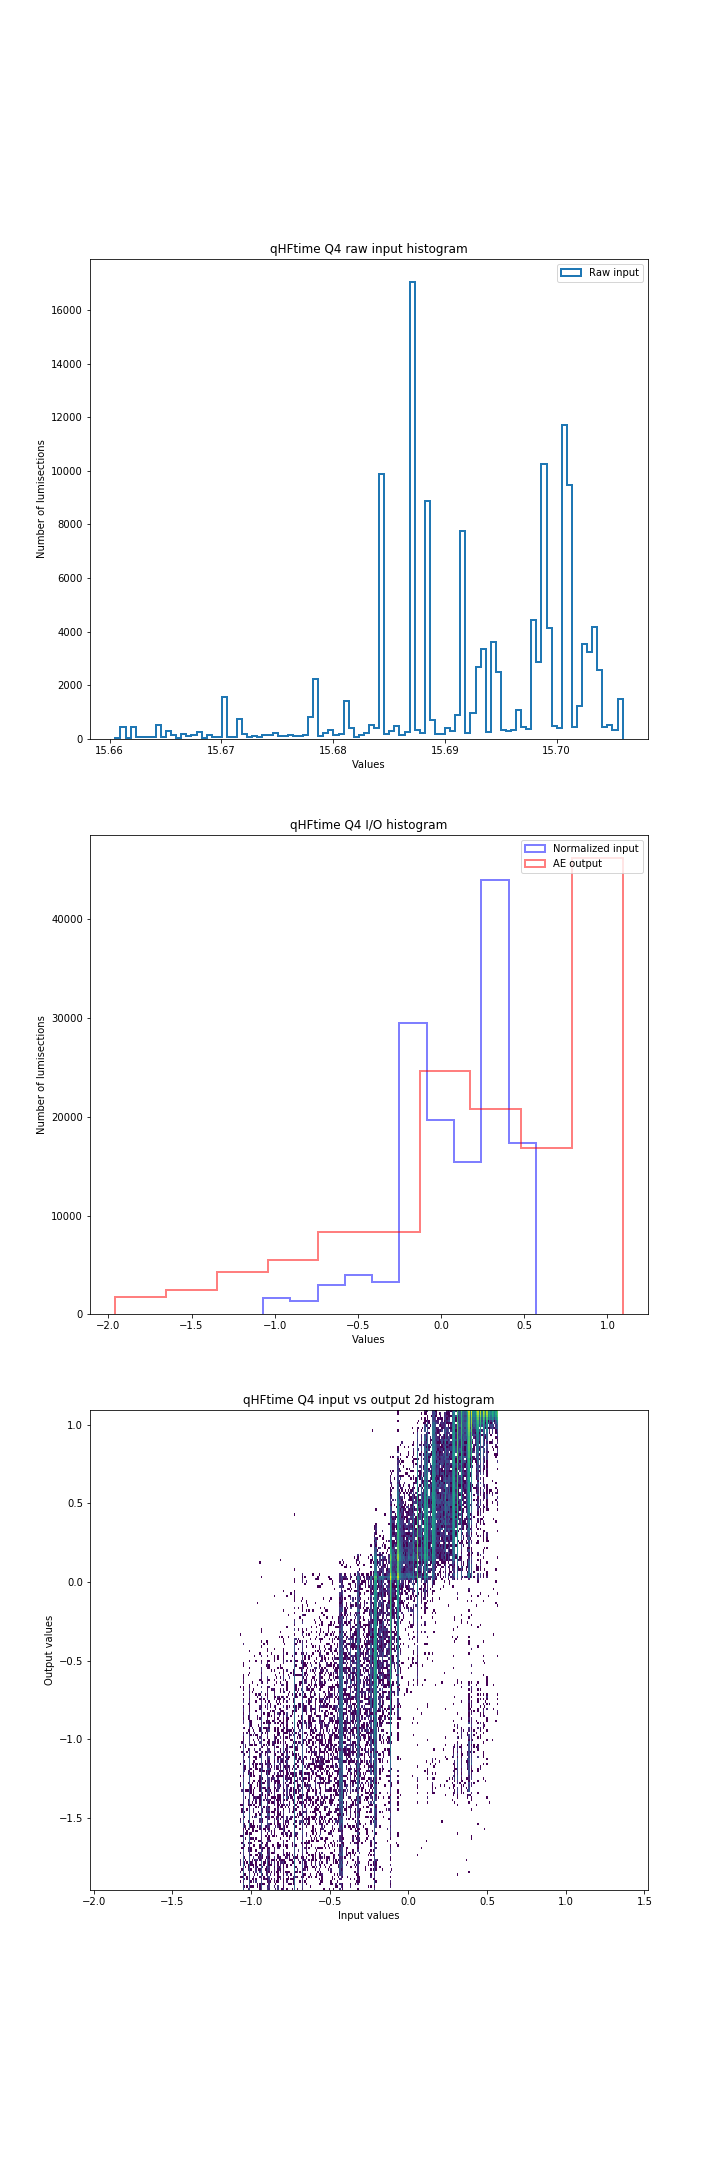 qHFtime Q4 raw input histogram
Raw input
16000
14000
12000
10000
8000
6000
4000
2000
0
Number of lumisections
15.66 15.67 15.68 15.69 15.70
Values
qHFtime Q4 I/O histogram
Normalized input
AE output
40000
30000
20000
10000
0
Number of lumisections
−2.0 −1.5 −1.0 −0.5 0.0 0.5 1.0
Values
qHFtime Q4 input vs output 2d histogram
1.0
0.5
0.0
−0.5
−1.0
−1.5
Output values
−2.0 −1.5 −1.0 −0.5 0.0 0.5 1.0 1.5
Input values